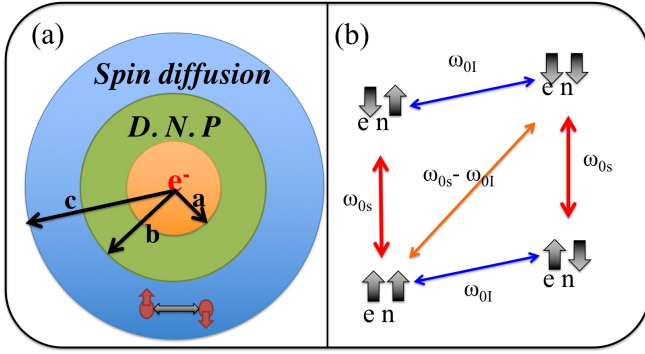 (a)
Spin diffusion
D. N. P
e-
a
c
b
(b)
ω0I
e n
e n
ω0s
ω0s- ω0I
ω0s
ω0I
e n
e n